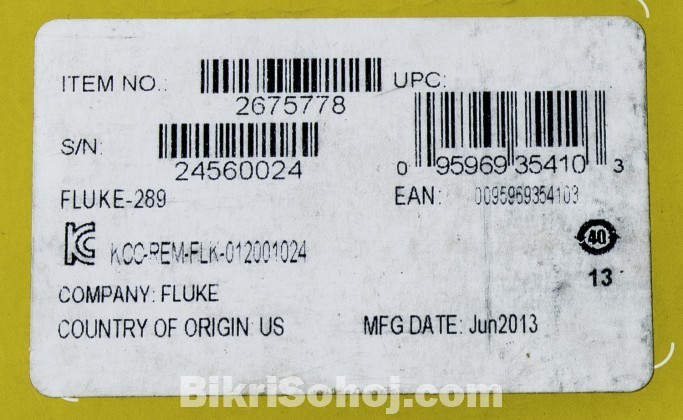 ITEM NO.:
2675778
UPC:
S/N:
24560024
0 95969 35410 3
FLUKE-289
EAN: 0095969354103
KCC-REM-FLK-012001024
40
13
COMPANY: FLUKE
COUNTRY OF ORIGIN: US
MFG DATE: Jun2013
BikriSohoj.com